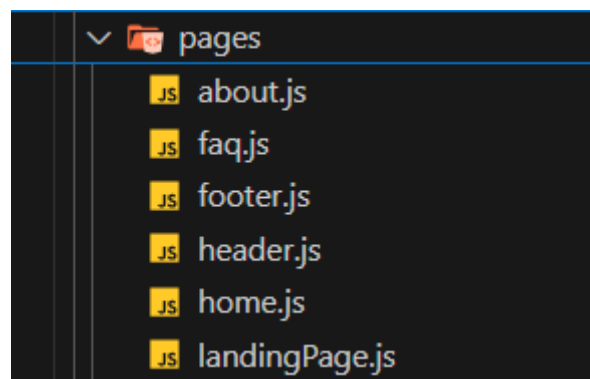 pages
JS about.js
JS faq.js
JS footer.js
JS header.js
JS home.js
JS landingPage.js